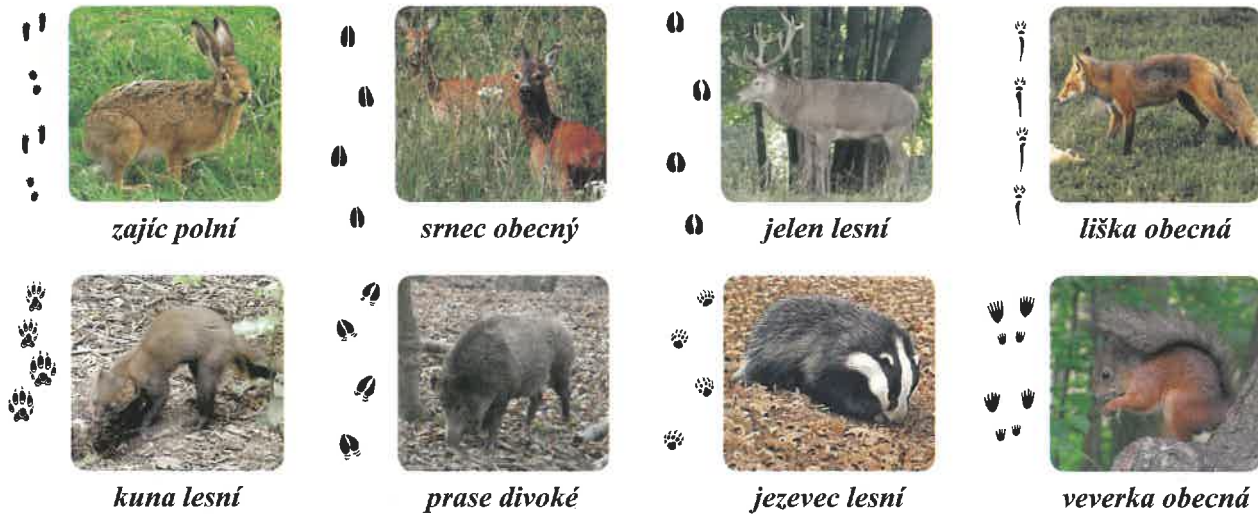 zajíc polní
srnec obecný
jelen lesní
liška obecná
kuna lesní
prase divoké
jezevec lesní
veverka obecná